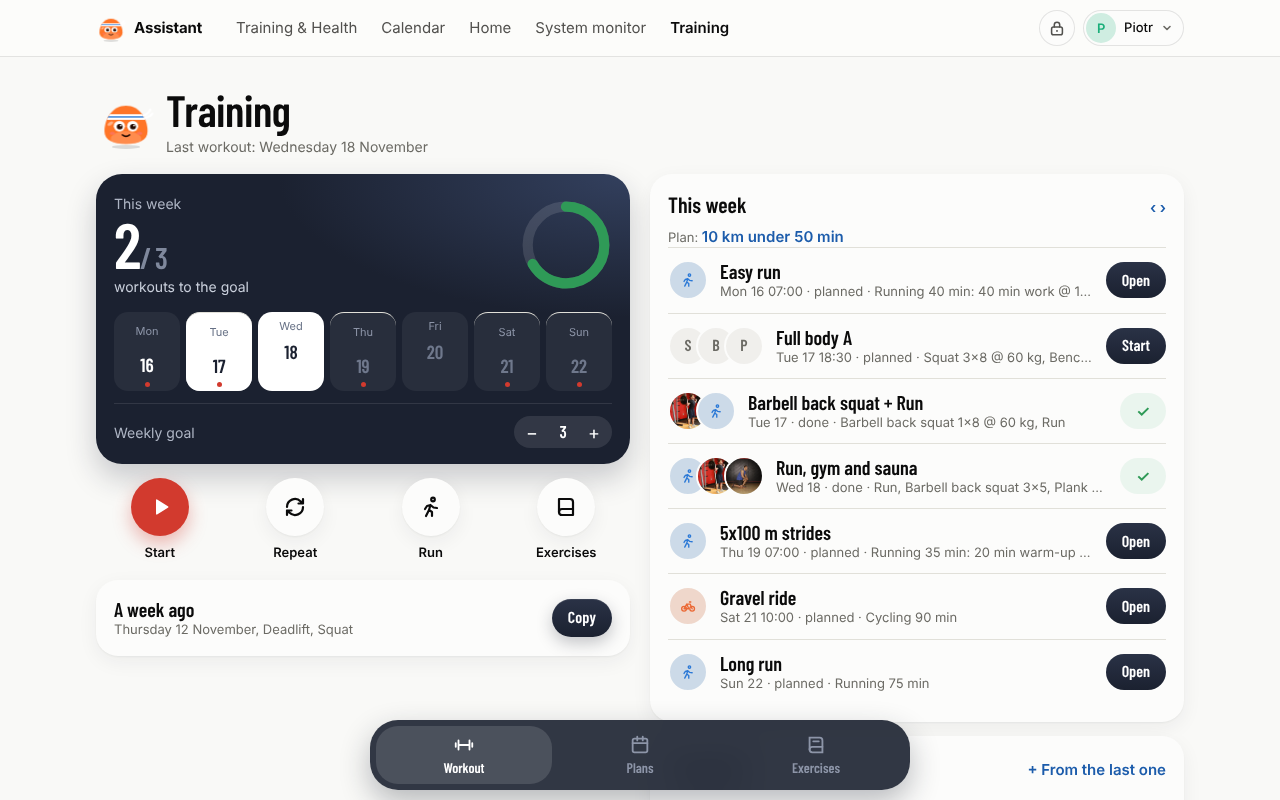 Assistant
Training & Health
Calendar
Home
System monitor
Training
P
Piotr
Training
Last workout: Wednesday 18 November
This week
2 / 3
workouts to the goal
Mon Tue Wed Thu Fri Sat Sun
16 17 18 19 20 21 22
Weekly goal
− 3 +
Start
Repeat
Run
Exercises
A week ago
Thursday 12 November, Deadlift, Squat
Copy
This week
‹ ›
Plan: 10 km under 50 min
Easy run
Mon 16 07:00 · planned · Running 40 min: 40 min work @ 1...
Open
S B P
Full body A
Tue 17 18:30 · planned · Squat 3×8 @ 60 kg, Benc...
Start
Barbell back squat + Run
Tue 17 · done · Barbell back squat 1×8 @ 60 kg, Run
Run, gym and sauna
Wed 18 · done · Run, Barbell back squat 3×5, Plank ...
5x100 m strides
Thu 19 07:00 · planned · Running 35 min: 20 min warm-up ...
Open
Gravel ride
Sat 21 10:00 · planned · Cycling 90 min
Open
Long run
Sun 22 · planned · Running 75 min
Open
+ From the last one
Workout
Plans
Exercises